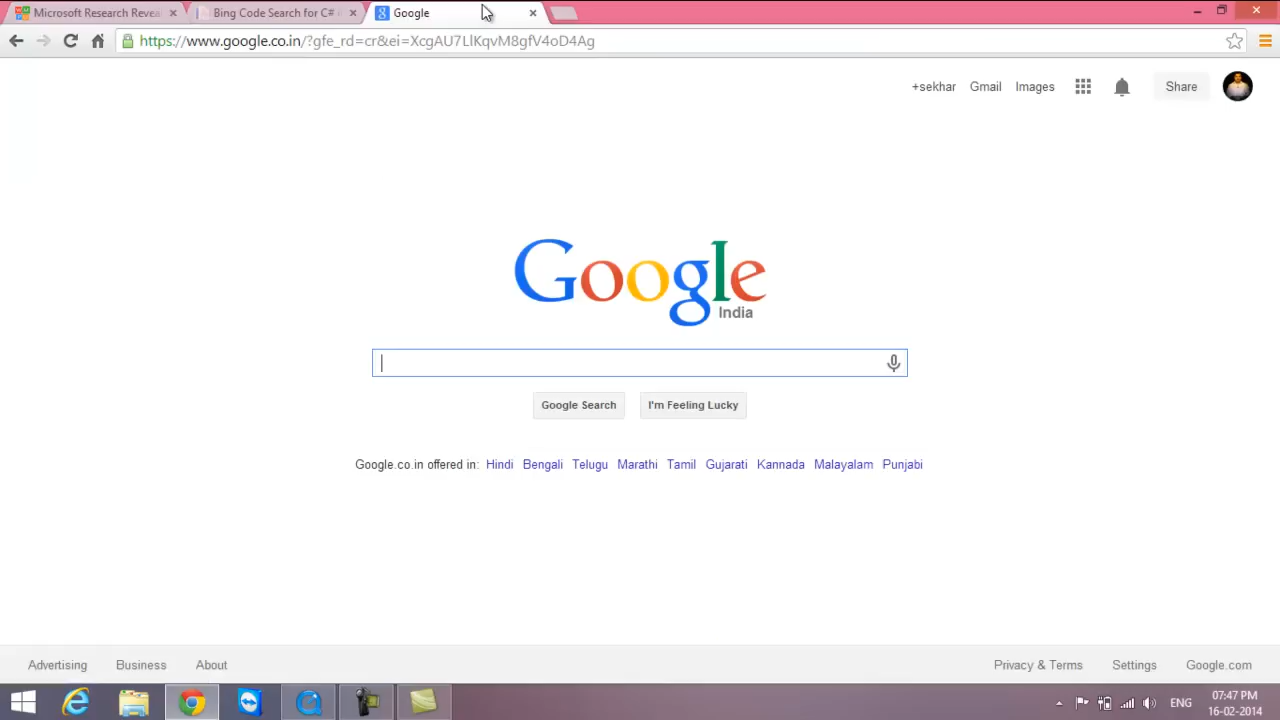 Microsoft Research Revea
Bing Code Search for C#
Google
https://www.google.co.in/?gfe_rd=cr&ei=XcgAU7LlKqvM8gfV4oD4Ag
+sekhar Gmail Images Share
Google
India
Google Search I'm Feeling Lucky
Google.co.in offered in: Hindi Bengali Telugu Marathi Tamil Gujarati Kannada Malayalam Punjabi
Advertising Business About Privacy & Terms Settings Google.com
ENG
07:47 PM
16-02-2014